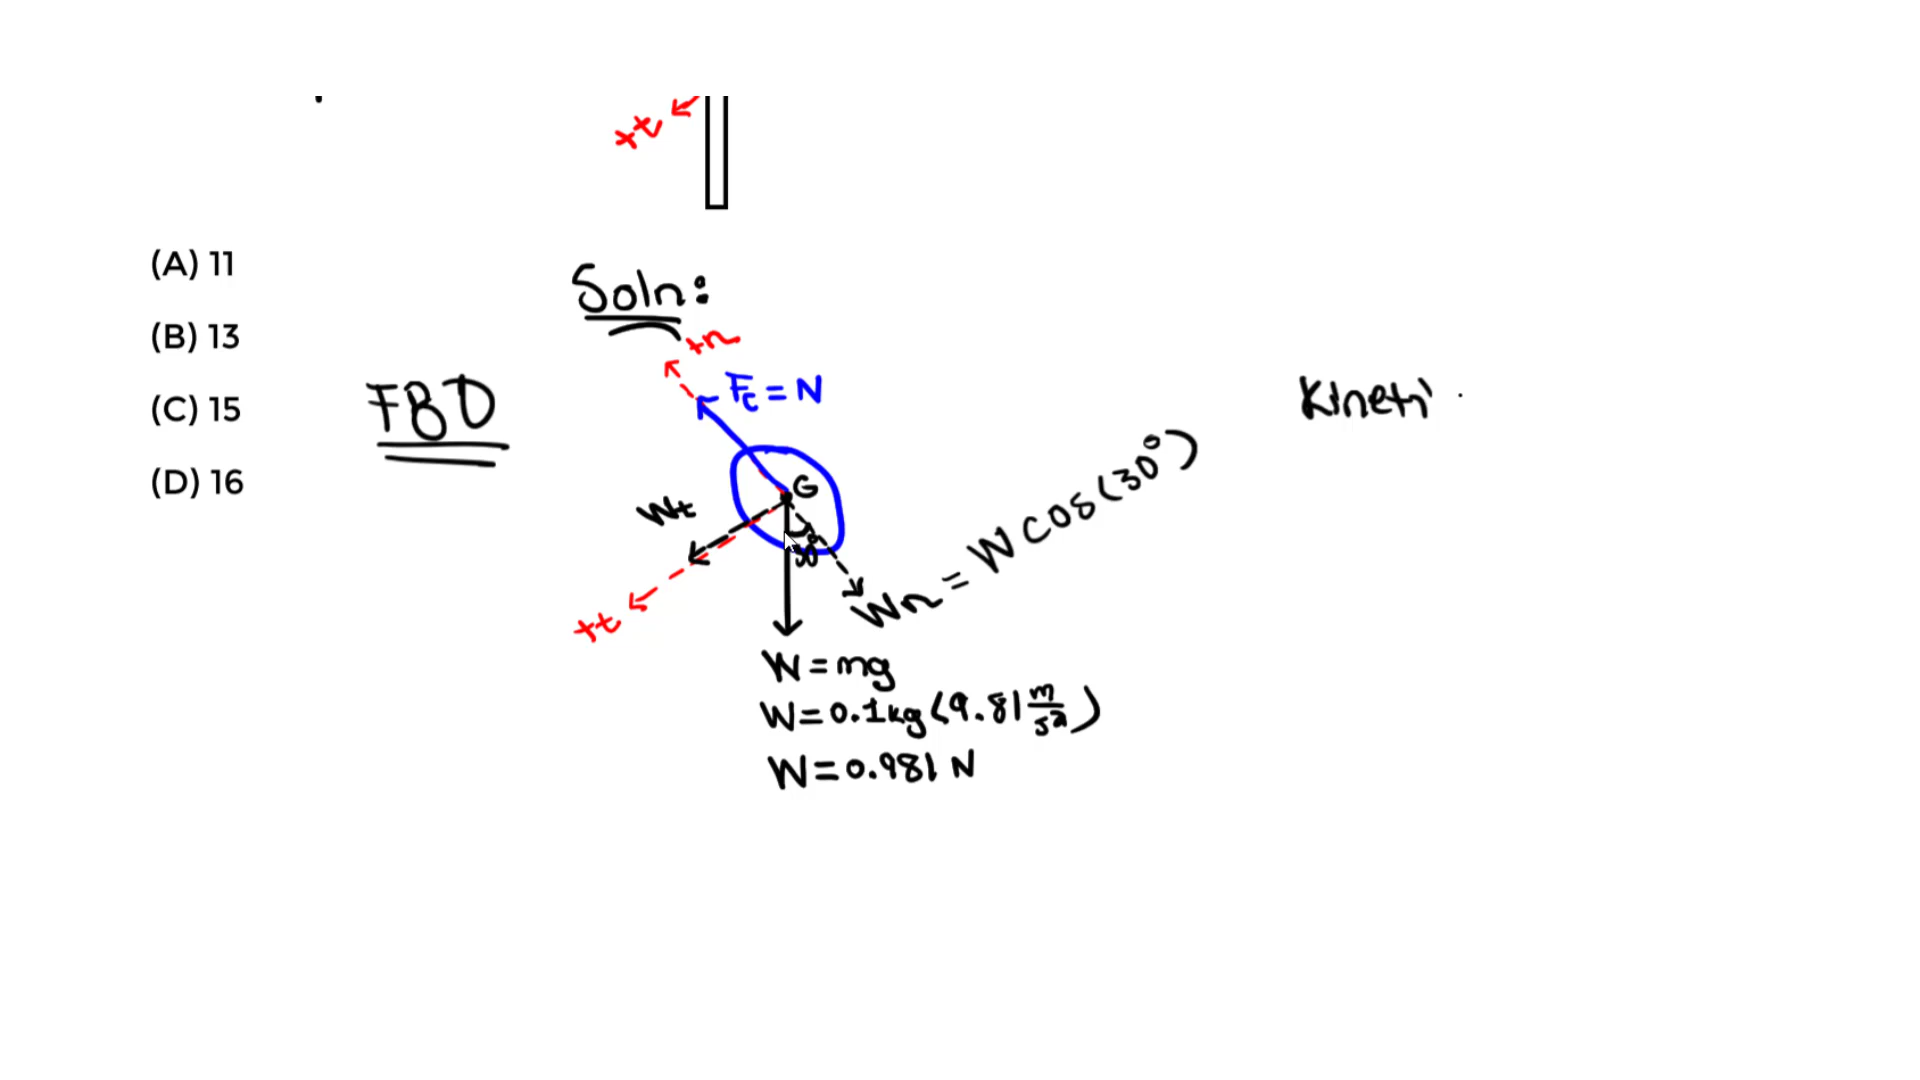 +t
(A) 11
(B) 13
(C) 15
(D) 16
Soln:
+n
Fc = N
FBD
Kineti
G
Wt
30°
Wn = W cos(30°)
+t
W = mg
W = 0.1kg (9.81 m/s²)
W = 0.981 N